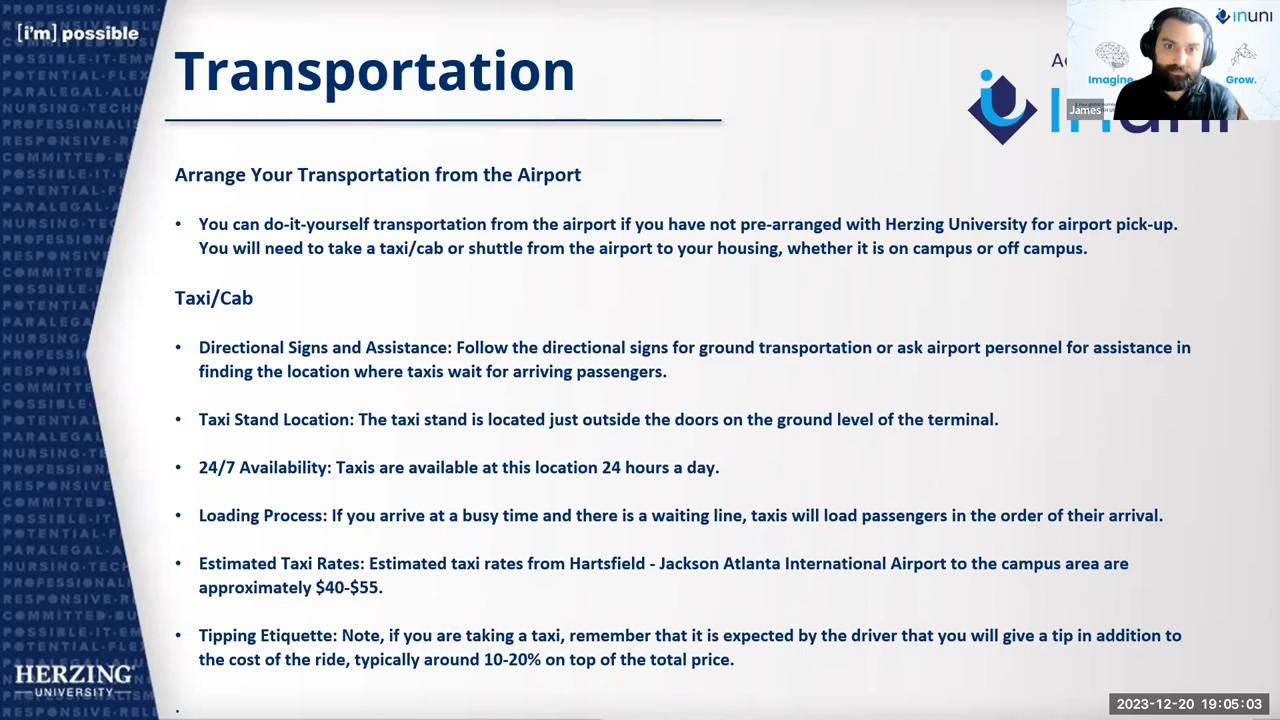 [i'm] possible
Transportation
inuni
Imagine
Grow.
James
Arrange Your Transportation from the Airport
• You can do-it-yourself transportation from the airport if you have not pre-arranged with Herzing University for airport pick-up.
You will need to take a taxi/cab or shuttle from the airport to your housing, whether it is on campus or off campus.
Taxi/Cab
• Directional Signs and Assistance: Follow the directional signs for ground transportation or ask airport personnel for assistance in
finding the location where taxis wait for arriving passengers.
• Taxi Stand Location: The taxi stand is located just outside the doors on the ground level of the terminal.
• 24/7 Availability: Taxis are available at this location 24 hours a day.
• Loading Process: If you arrive at a busy time and there is a waiting line, taxis will load passengers in the order of their arrival.
• Estimated Taxi Rates: Estimated taxi rates from Hartsfield - Jackson Atlanta International Airport to the campus area are
approximately $40-$55.
• Tipping Etiquette: Note, if you are taking a taxi, remember that it is expected by the driver that you will give a tip in addition to
the cost of the ride, typically around 10-20% on top of the total price.
HERZING
UNIVERSITY
2023-12-20 19:05:03